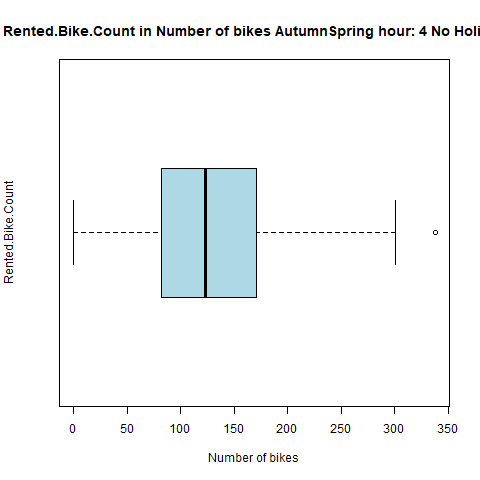 Rented.Bike.Count in Number of bikes AutumnSpring hour: 4 No Holi
Rented.Bike.Count
0 50 100 150 200 250 300 350
Number of bikes